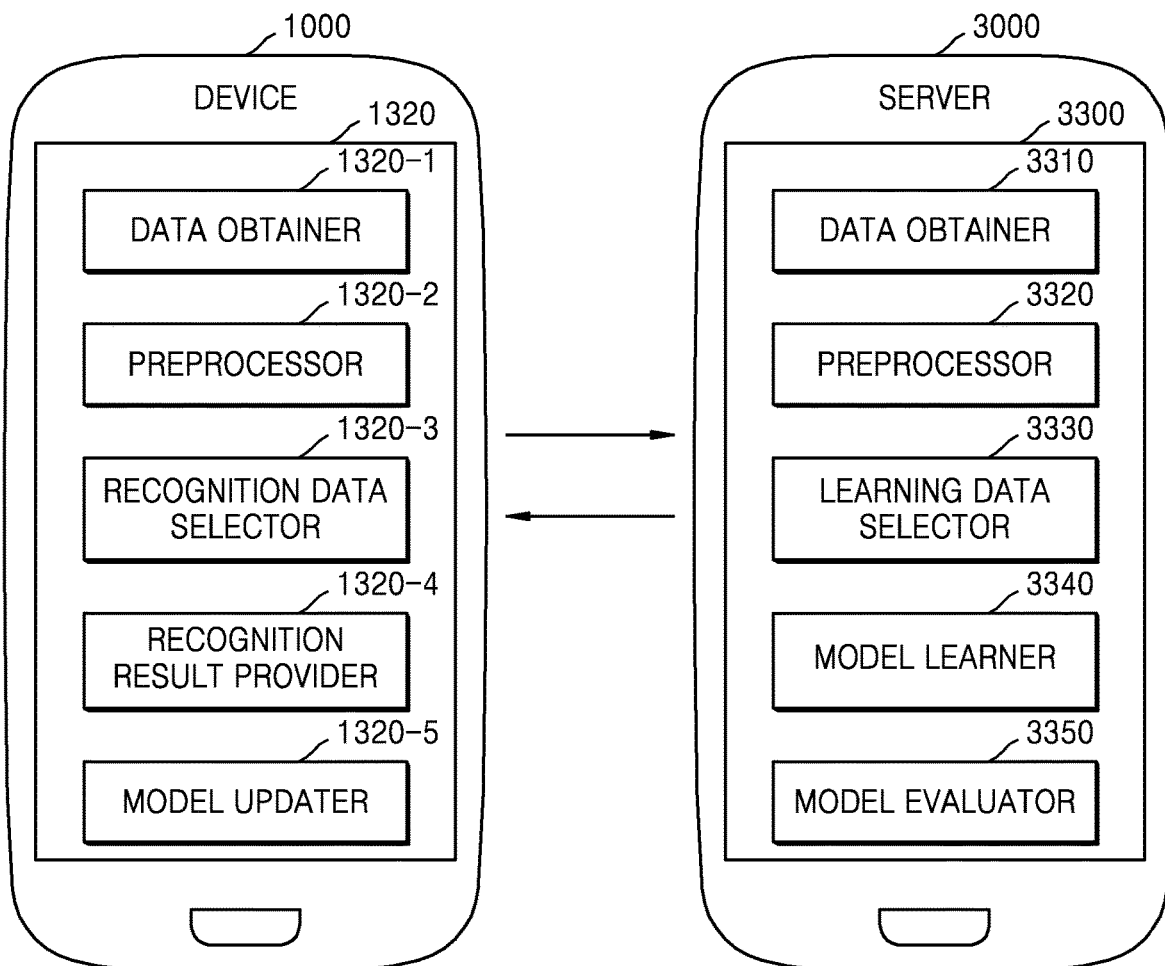 1000
DEVICE
1320
1320-1
DATA OBTAINER
1320-2
PREPROCESSOR
1320-3
RECOGNITION DATA
SELECTOR
1320-4
RECOGNITION
RESULT PROVIDER
1320-5
MODEL UPDATER
3000
SERVER
3300
3310
DATA OBTAINER
3320
PREPROCESSOR
3330
LEARNING DATA
SELECTOR
3340
MODEL LEARNER
3350
MODEL EVALUATOR